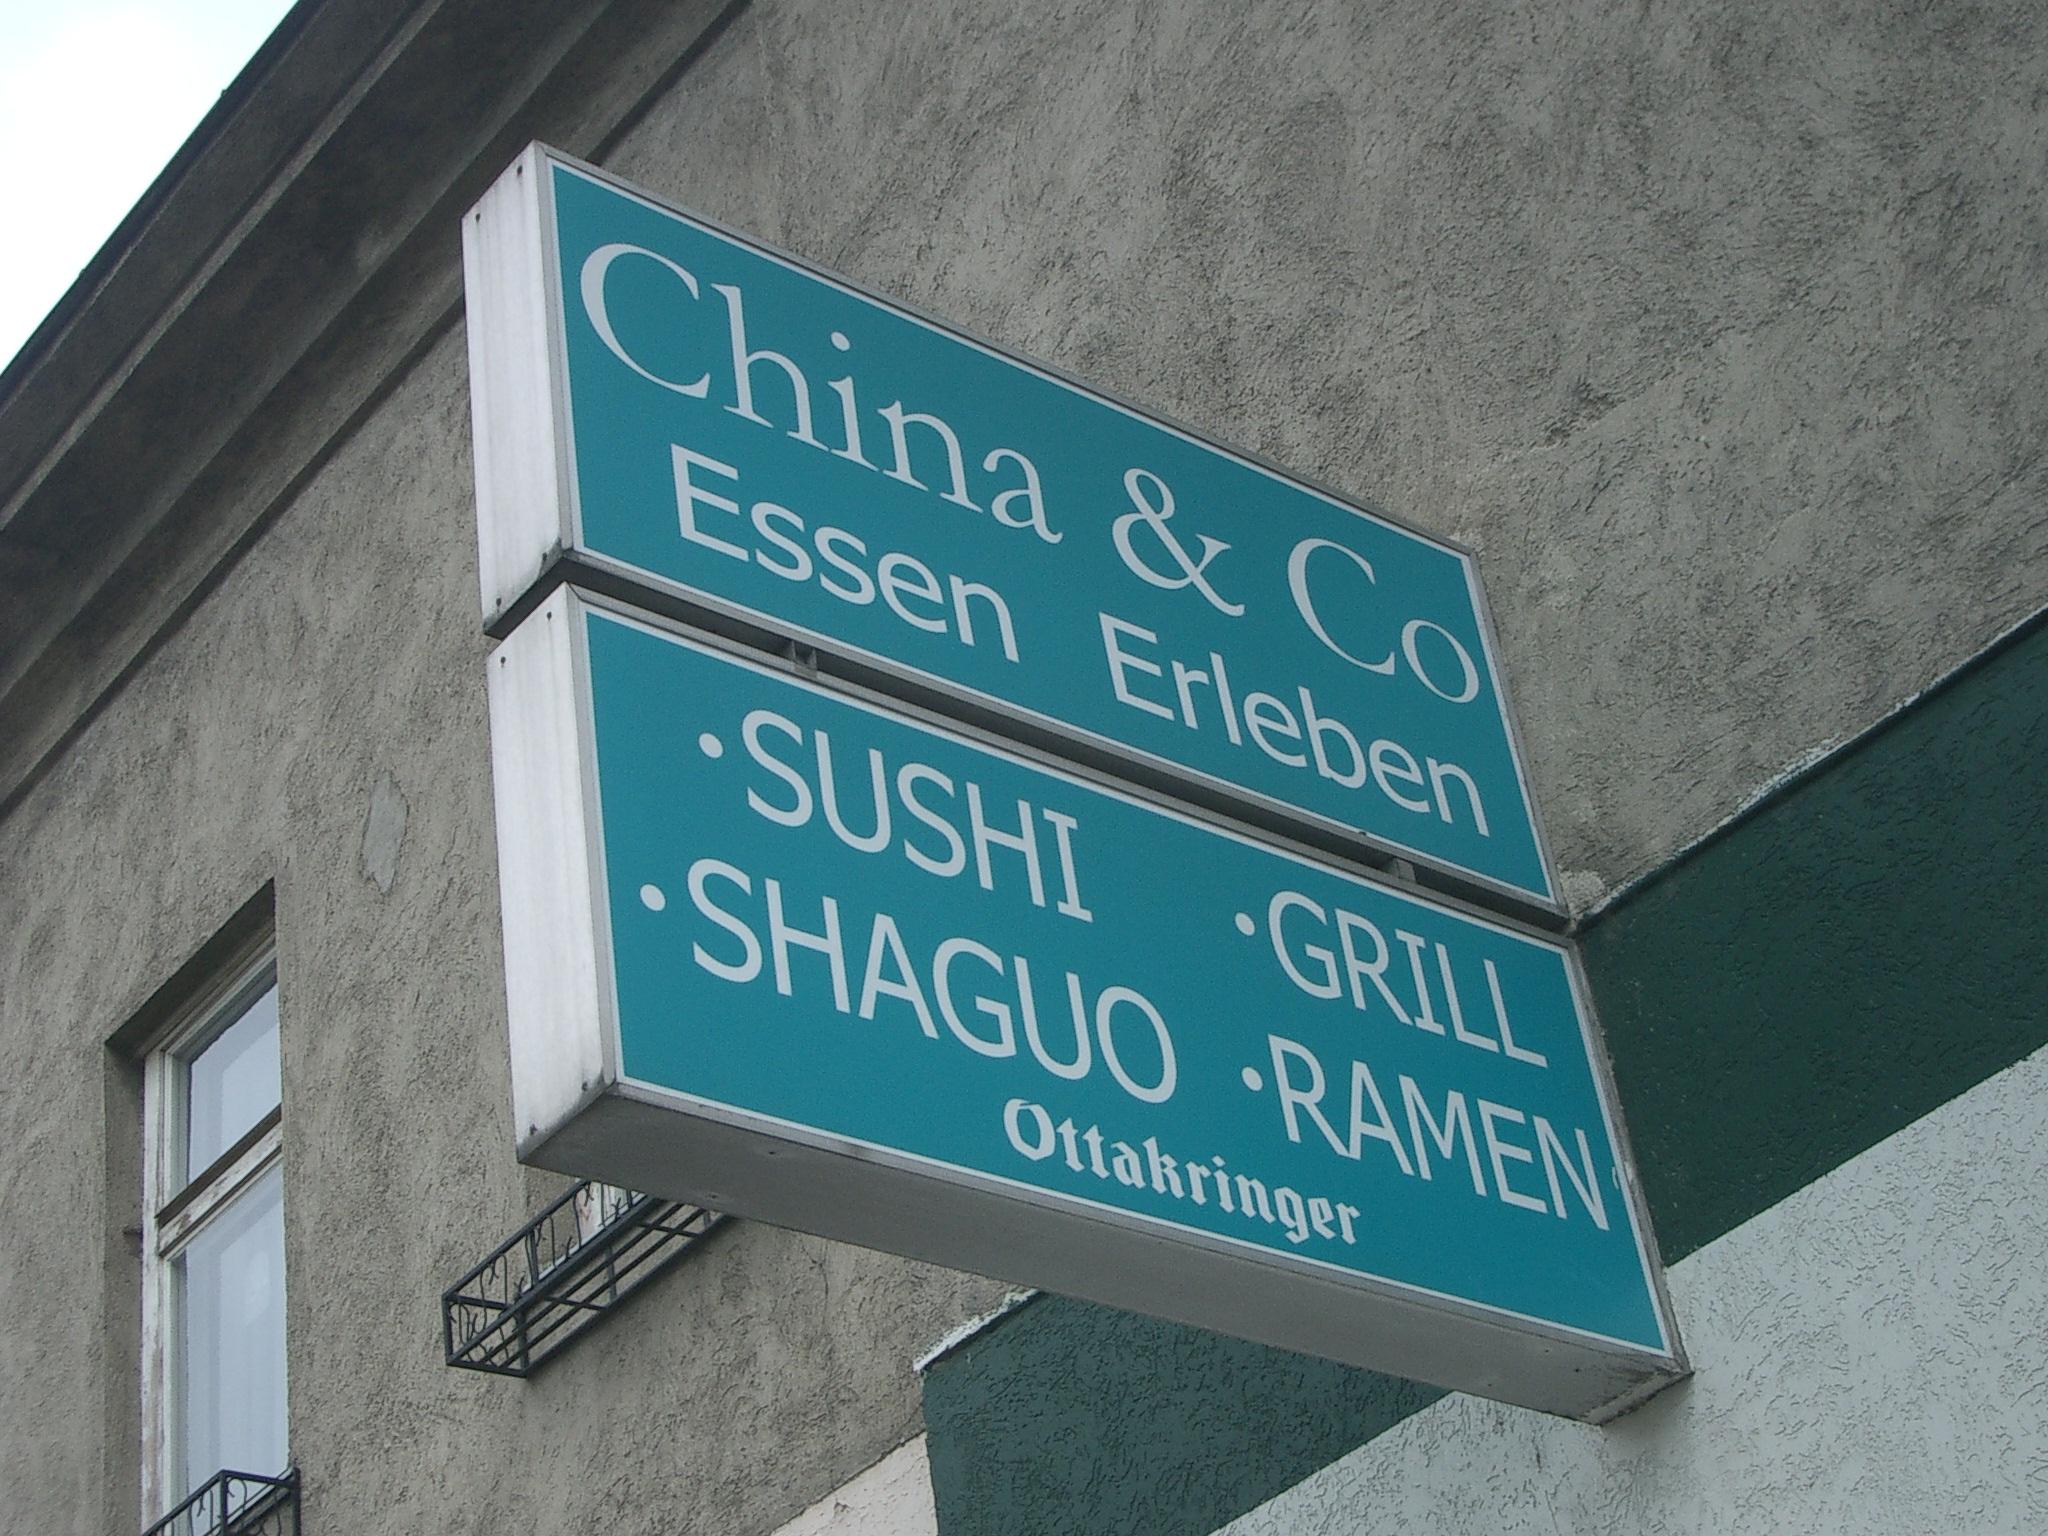 China & Co
Essen Erleben
• SUSHI • GRILL
• SHAGUO • RAMEN
Ottakringer